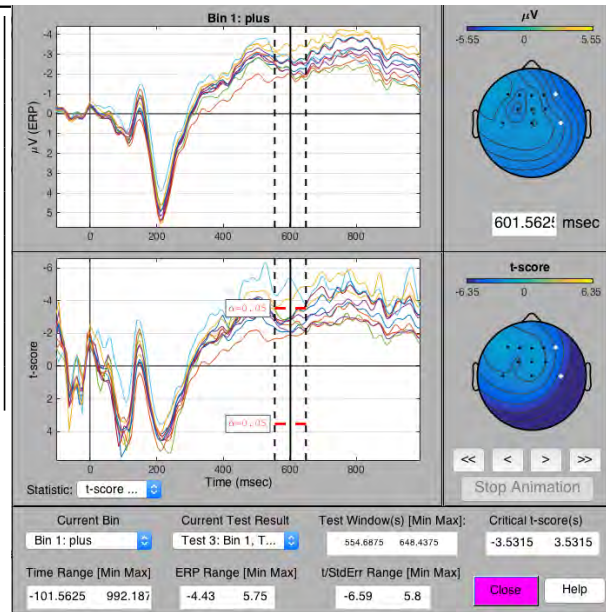 Bin 1: plus
-4
-3
-2
-1
0
1
2
3
4
5
μV (ERP)
0 200 400 600 800
μV
-5.55 5.55
601.562 msec
-6
-4
-2
0
2
4
t-score
α=0.05
α=0.05
0 200 400 600 800
Time (msec)
Statistic: t-score ...
t-score
-6.35 6.35
<< < > >>
Stop Animation
Current Bin
Bin 1: plus
Current Test Result
Test 3: Bin 1, T...
Test Window(s) [Min Max]:
554.6875 648.4375
Critical t-score(s)
-3.5315 3.5315
Time Range [Min Max]
-101.5625 992.187
ERP Range [Min Max]
-4.43 5.75
t/StdErr Range [Min Max]
-6.59 5.8
Close
Help